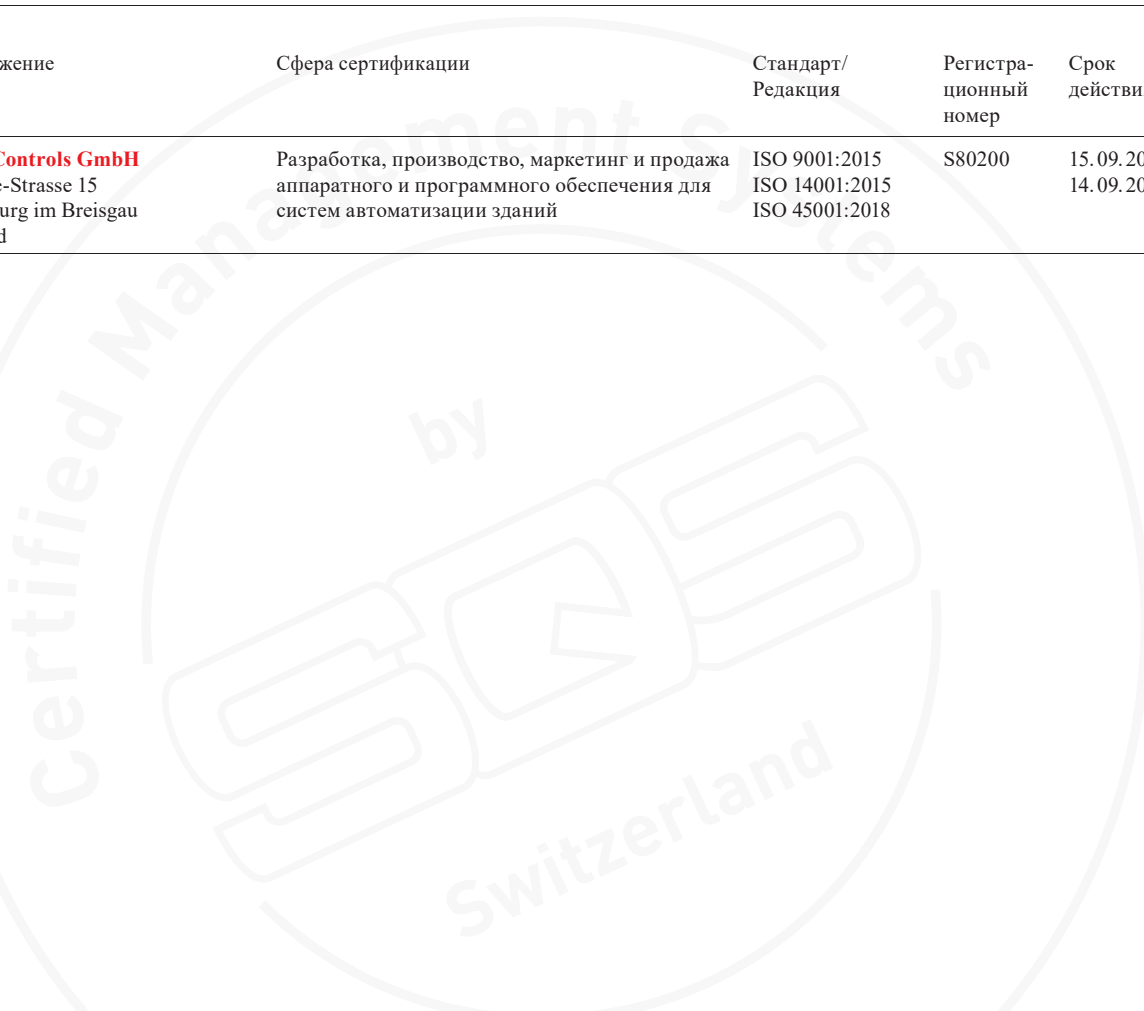 жение
Сфера сертификации
Стандарт/
Редакция
Регистра-
ционный
номер
Срок
действи
Controls GmbH
e-Strasse 15
urg im Breisgau
d
Разработка, производство, маркетинг и продажа
аппаратного и программного обеспечения для
систем автоматизации зданий
ISO 9001:2015
ISO 14001:2015
ISO 45001:2018
S80200
15.09.20
14.09.20
Certified Management Systems
by
SQS
Switzerland